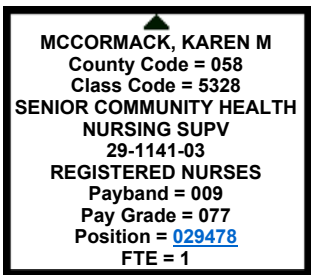 MCCORMACK, KAREN M
County Code = 058
Class Code = 5328
SENIOR COMMUNITY HEALTH
NURSING SUPV
29-1141-03
REGISTERED NURSES
Payband = 009
Pay Grade = 077
Position = 029478
FTE = 1